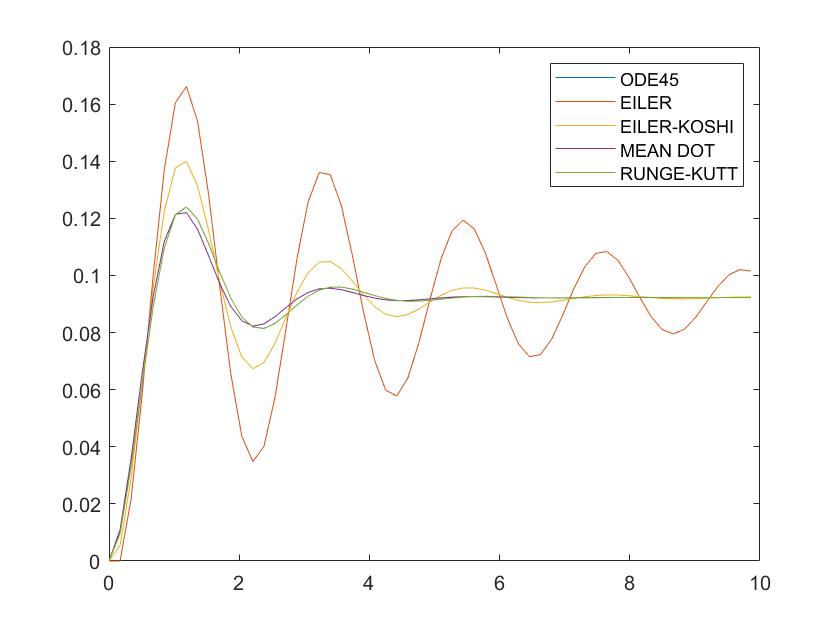 0.18
0.16
0.14
0.12
0.1
0.08
0.06
0.04
0.02
0
0 2 4 6 8 10
ODE45
EILER
EILER-KOSHI
MEAN DOT
RUNGE-KUTT